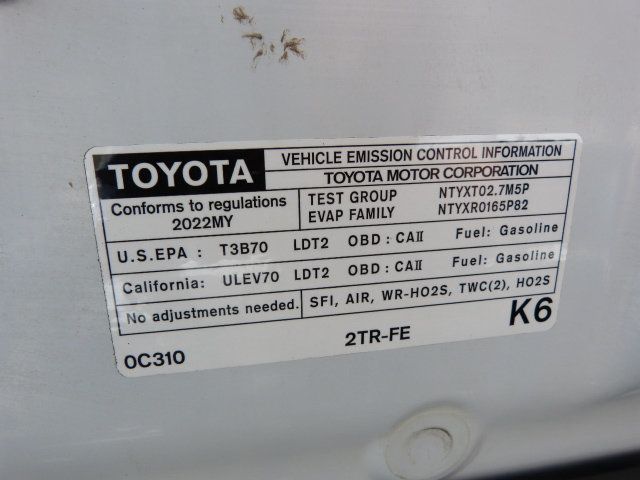 TOYOTA VEHICLE EMISSION CONTROL INFORMATION
TOYOTA MOTOR CORPORATION
Conforms to regulations
2022MY
TEST GROUP NTYXT02.7M5P
EVAP FAMILY NTYXR0165P82
U.S.EPA : T3B70 LDT2 OBD : CAII Fuel: Gasoline
California: ULEV70 LDT2 OBD : CAII Fuel: Gasoline
No adjustments needed. SFI, AIR, WR-HO2S, TWC(2), HO2S
0C310 2TR-FE K6